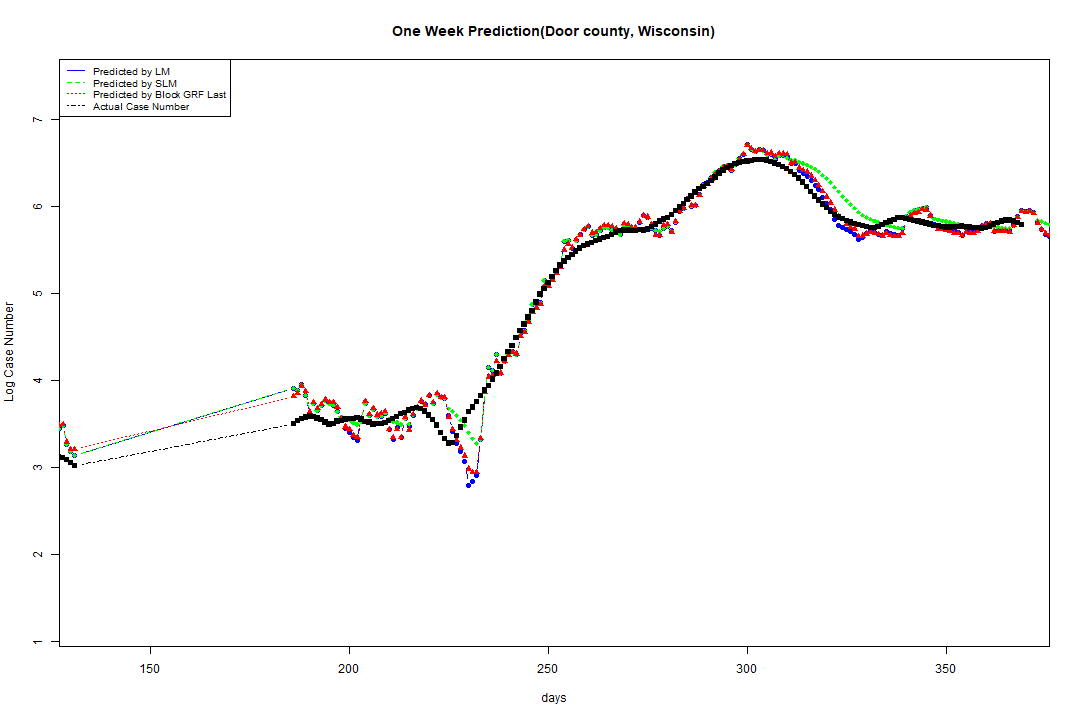 One Week Prediction(Door county, Wisconsin)
Predicted by LM
Predicted by SLM
Predicted by Block GRF Last
Actual Case Number
7
6
5
4
3
2
1
Log Case Number
150 200 250 300 350
days